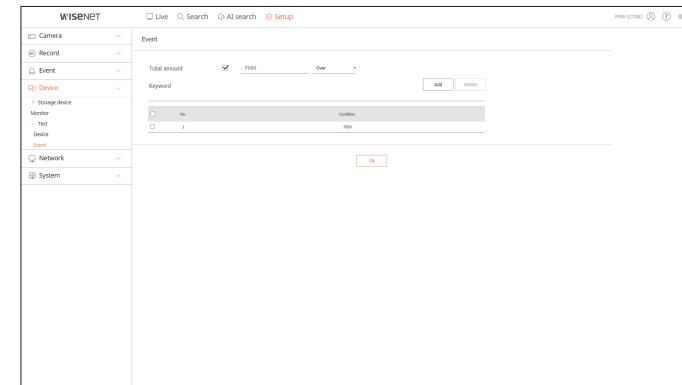 WISENET
Live Search AI search Setup
PRN-3210B2
Camera
Record
Event
Device
Storage device
Monitor
Text
Device
Event
Network
System
Event
Total amount 7000 Over
Keyword Add Delete
No. Condition
1 7000
Ok